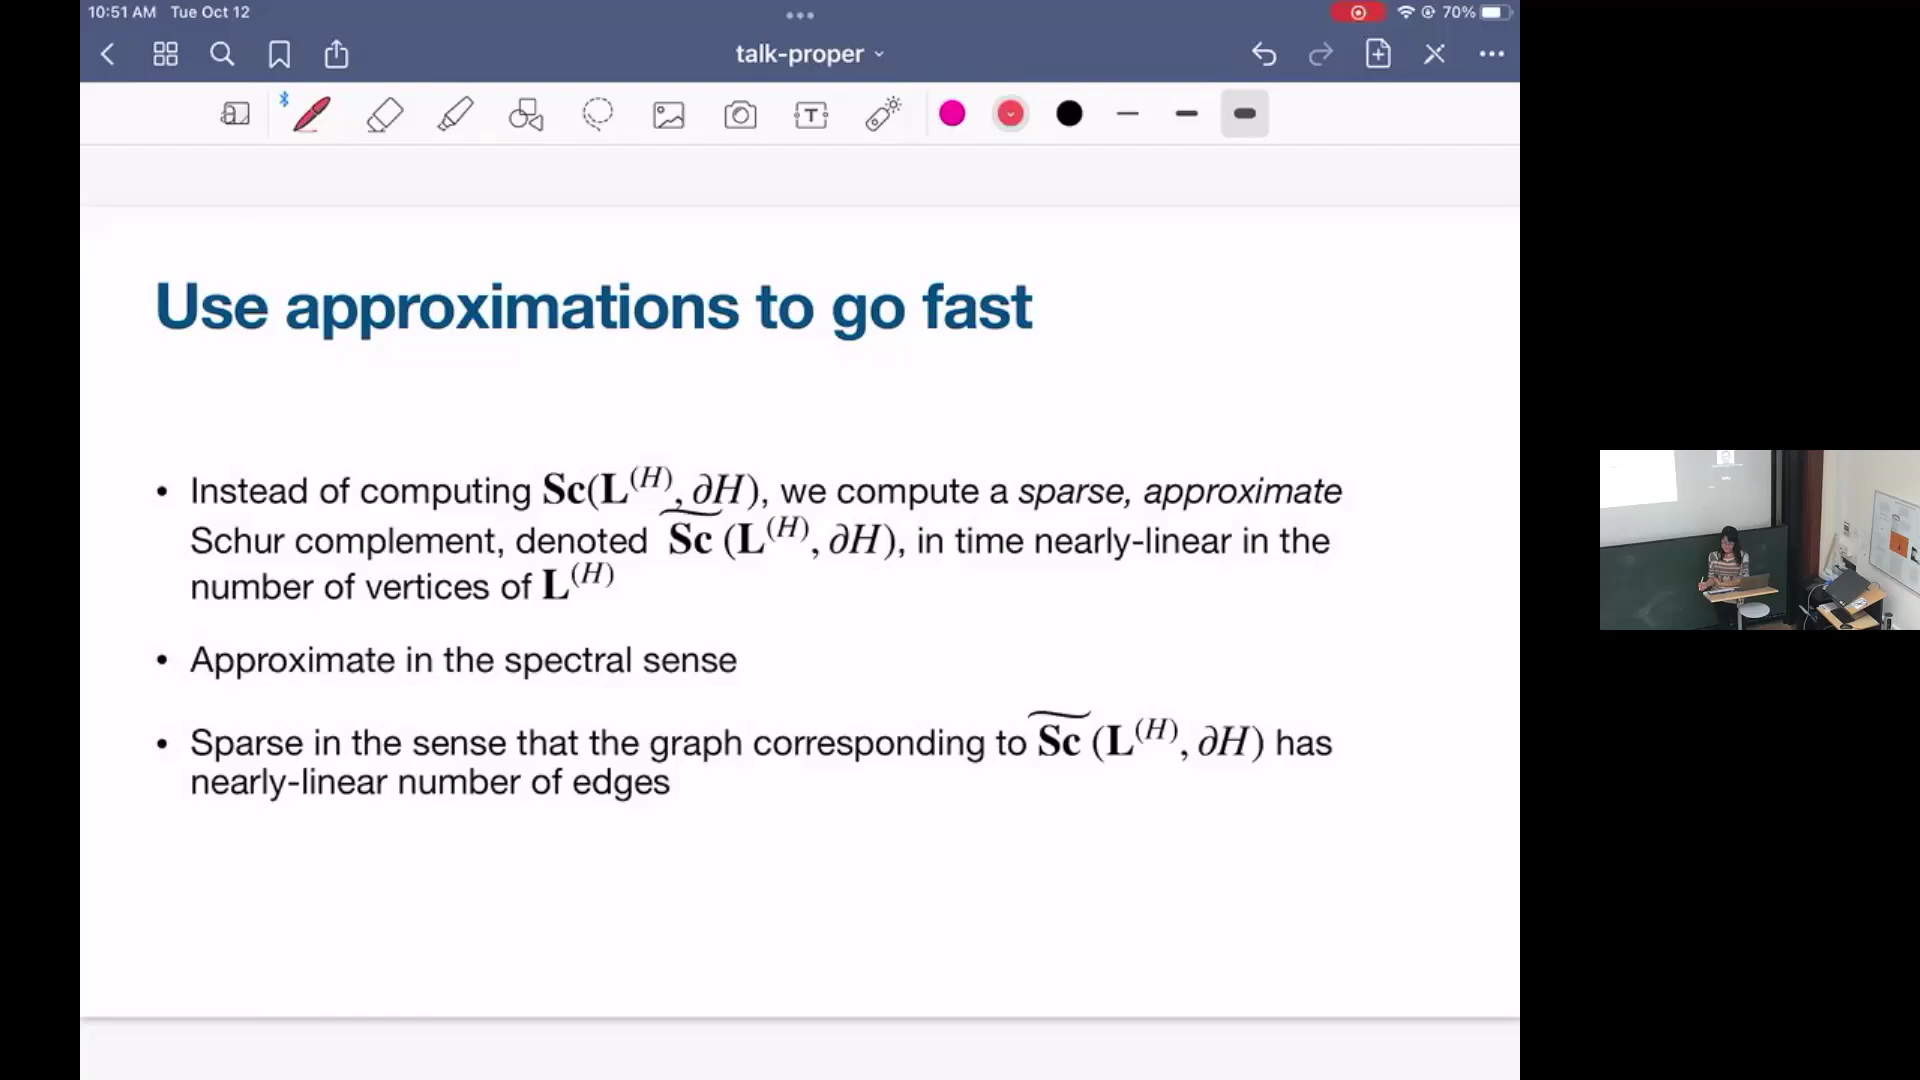 10:51 AM Tue Oct 12
70%
talk-proper
Use approximations to go fast
• Instead of computing Sc(L^(H), ∂H), we compute a sparse, approximate
Schur complement, denoted S͠c (L^(H), ∂H), in time nearly-linear in the
number of vertices of L^(H)
• Approximate in the spectral sense
• Sparse in the sense that the graph corresponding to S͠c (L^(H), ∂H) has
nearly-linear number of edges